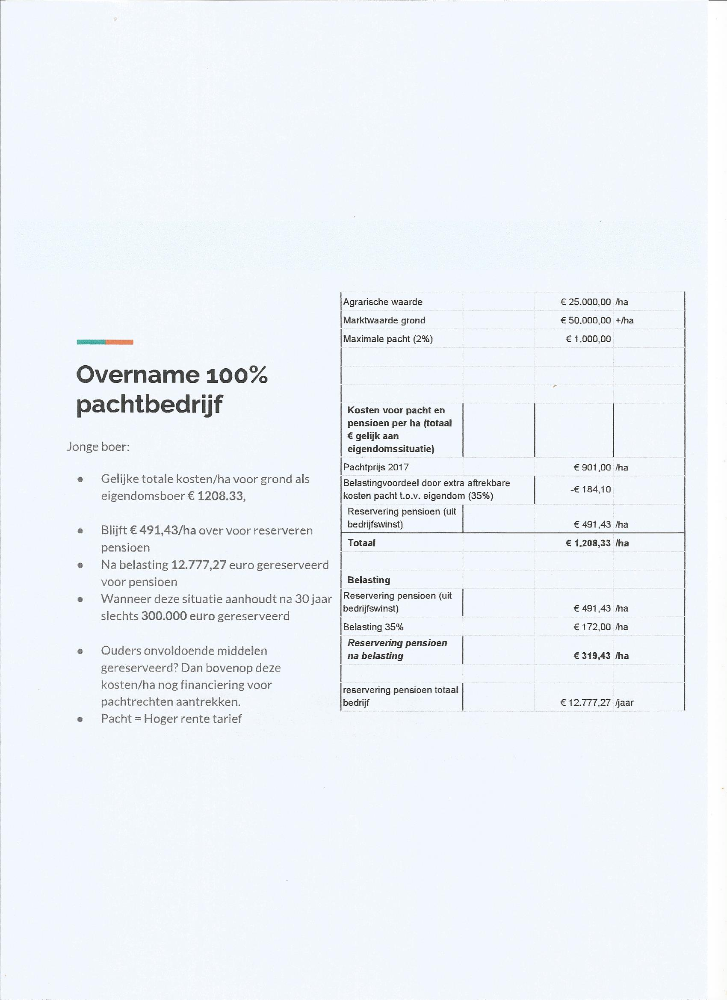 Overname 100%
pachtbedrijf
Jonge boer:
● Gelijke totale kosten/ha voor grond als
eigendomsboer € 1208.33,
● Blijft € 491,43/ha over voor reserveren
pensioen
● Na belasting 12.777,27 euro gereserveerd
voor pensioen
● Wanneer deze situatie aanhoudt na 30 jaar
slechts 300.000 euro gereserveerd
● Ouders onvoldoende middelen
gereserveerd? Dan bovenop deze
kosten/ha nog financiering voor
pachtrechten aantrekken.
● Pacht = Hoger rente tarief
Agrarische waarde € 25.000,00 /ha
Marktwaarde grond € 50.000,00 +/ha
Maximale pacht (2%) € 1.000,00
Kosten voor pacht en
pensioen per ha (totaal
€ gelijk aan
eigendomssituatie)
Pachtprijs 2017 € 901,00 /ha
Belastingvoordeel door extra aftrekbare
kosten pacht t.o.v. eigendom (35%) -€ 184,10
Reservering pensioen (uit
bedrijfswinst) € 491,43 /ha
Totaal € 1.208,33 /ha
Belasting
Reservering pensioen (uit
bedrijfswinst) € 491,43 /ha
Belasting 35% € 172,00 /ha
Reservering pensioen
na belasting € 319,43 /ha
reservering pensioen totaal
bedrijf € 12.777,27 /jaar